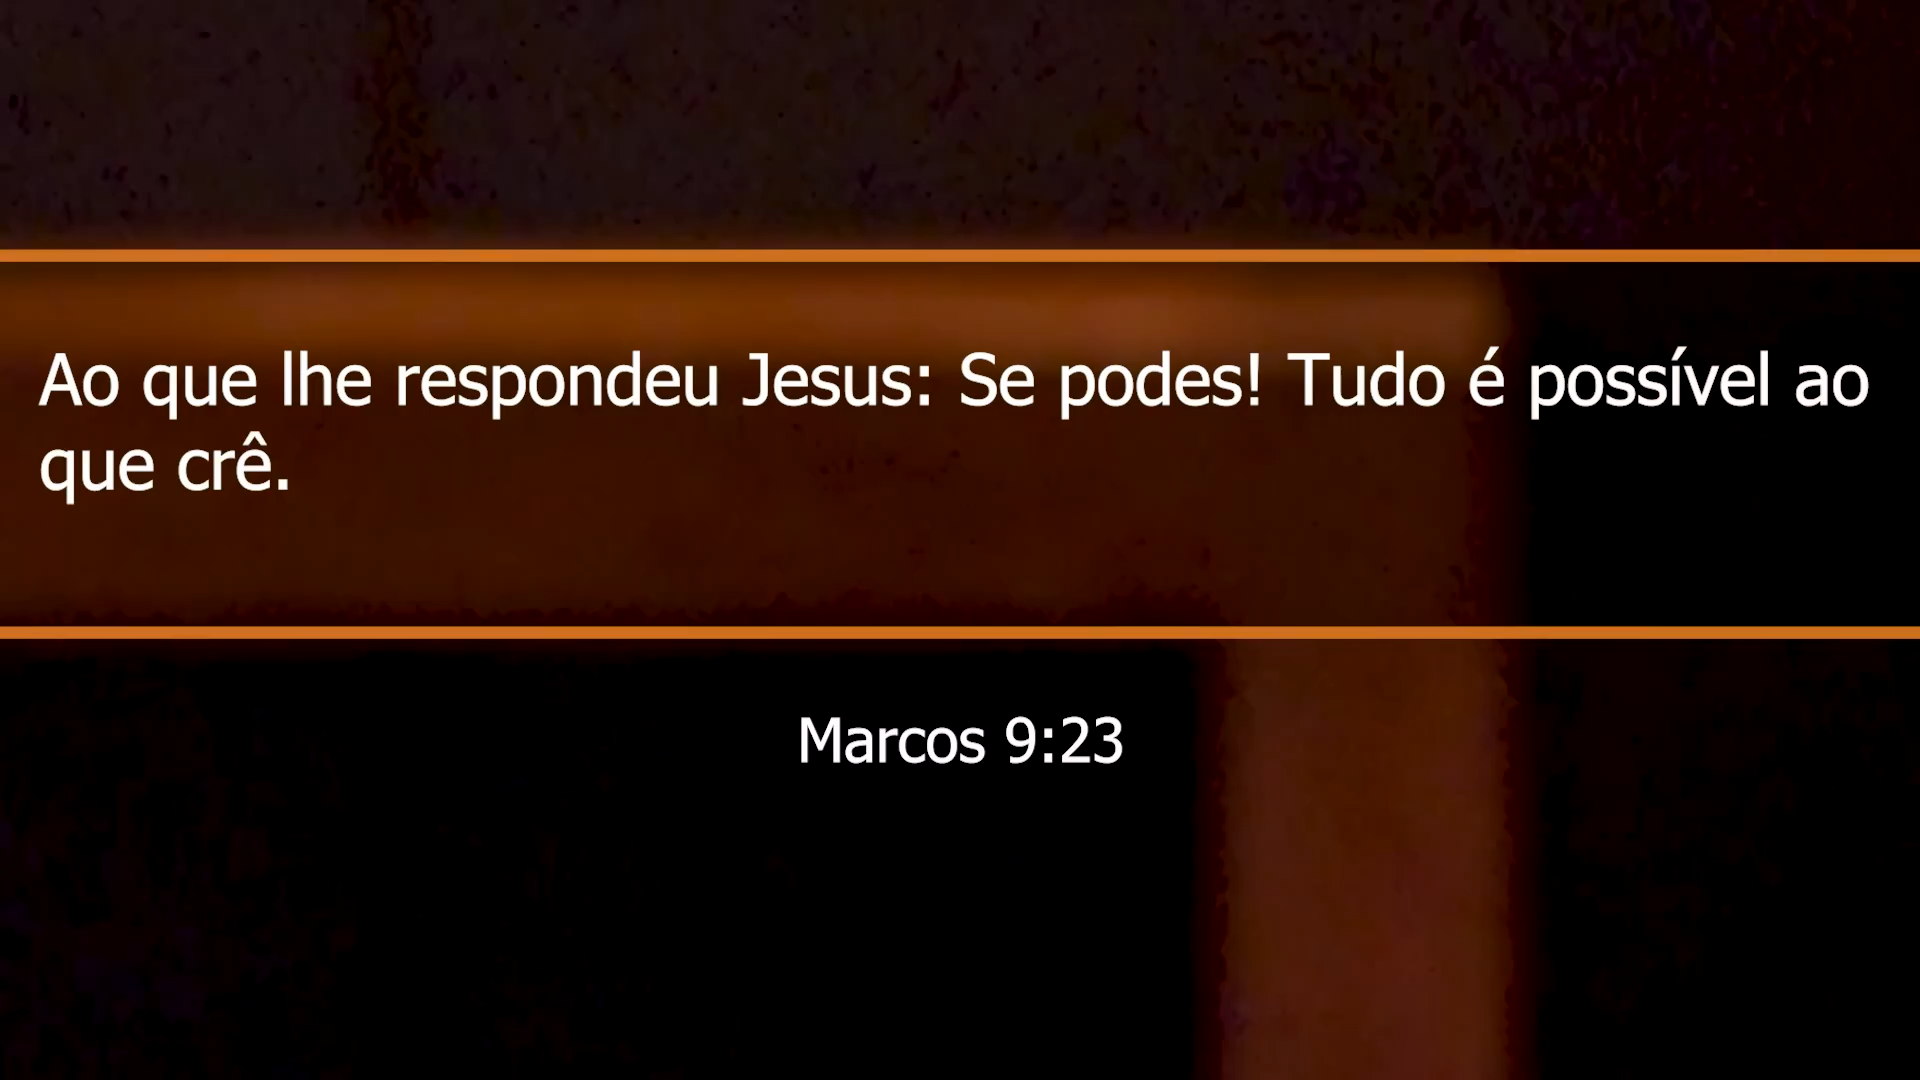 Ao que lhe respondeu Jesus: Se podes! Tudo é possível ao
que crê.
Marcos 9:23